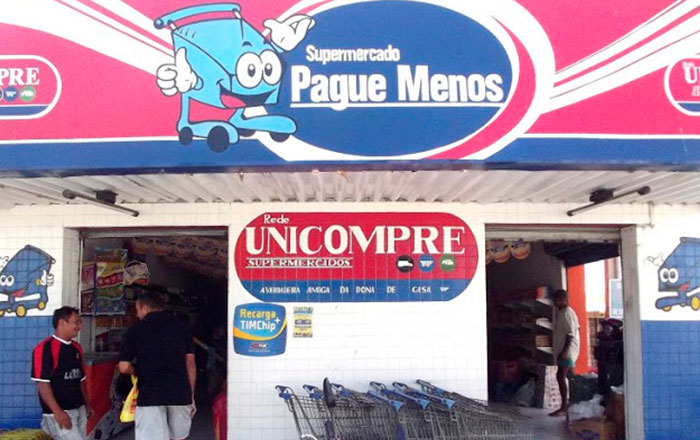 Supermercado
Pague Menos
PRE
Rede
UNICOMPRE
SUPERMERCADOS
A VERDADEIRA AMIGA DA DONA DE CASA
Recarga
TIMChip+